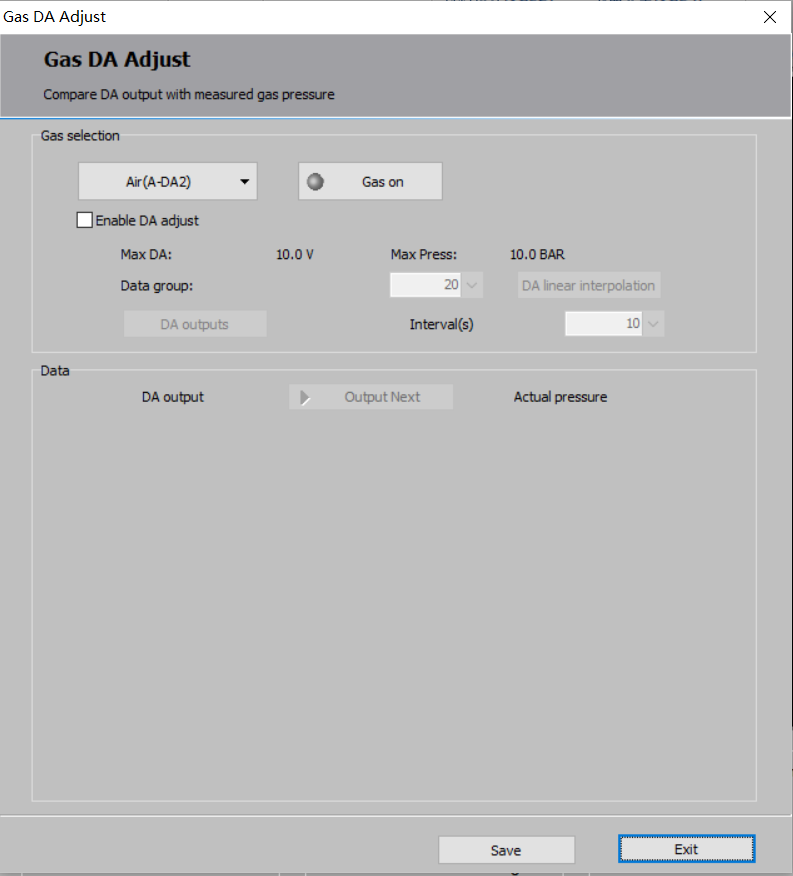 Gas DA Adjust
Gas DA Adjust
Compare DA output with measured gas pressure
Gas selection
Air(A-DA2) Gas on
Enable DA adjust
Max DA: 10.0 V Max Press: 10.0 BAR
Data group: 20 DA linear interpolation
DA outputs Interval(s) 10
Data
DA output Output Next Actual pressure
Save Exit